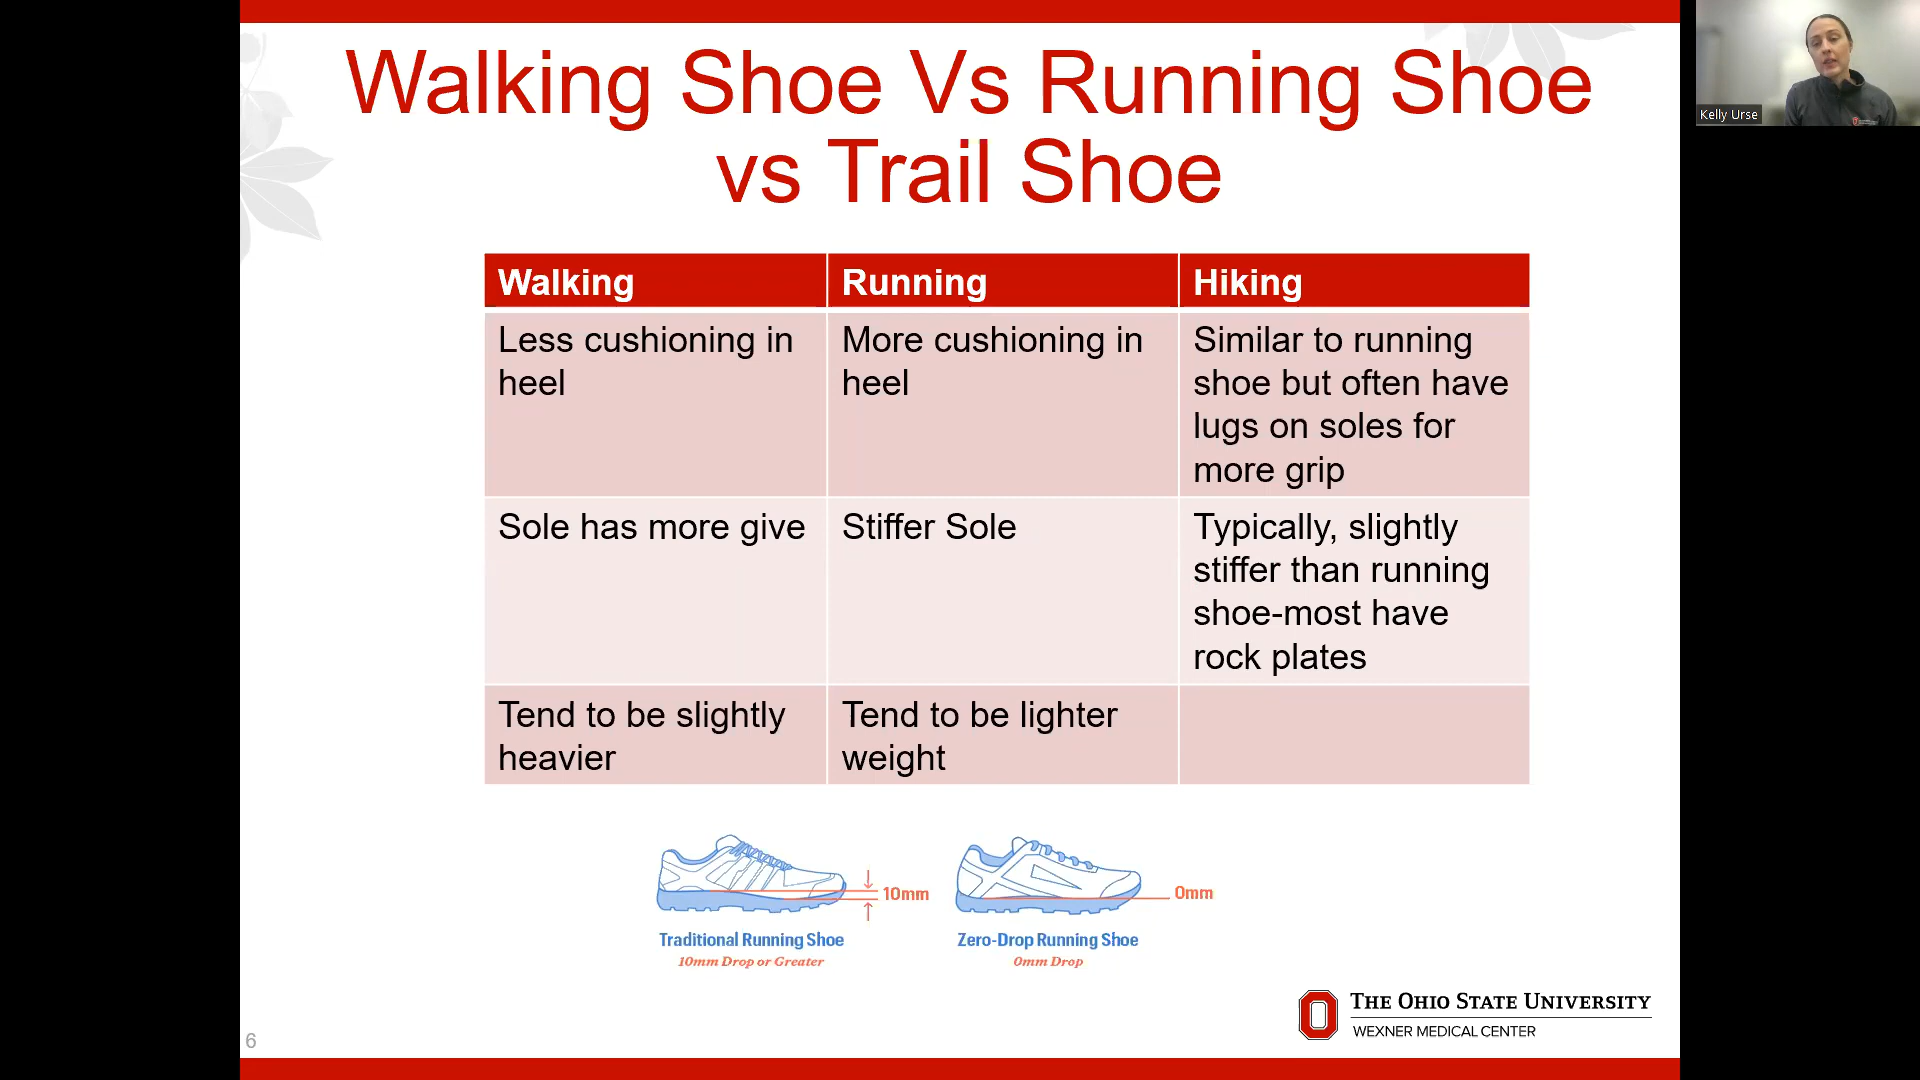 Walking Shoe Vs Running Shoe
vs Trail Shoe
Kelly Urse
Walking
Running
Hiking
Less cushioning in
heel
More cushioning in
heel
Similar to running
shoe but often have
lugs on soles for
more grip
Sole has more give
Stiffer Sole
Typically, slightly
stiffer than running
shoe-most have
rock plates
Tend to be slightly
heavier
Tend to be lighter
weight
10mm
0mm
Traditional Running Shoe
10mm Drop or Greater
Zero-Drop Running Shoe
0mm Drop
THE OHIO STATE UNIVERSITY
WEXNER MEDICAL CENTER
6